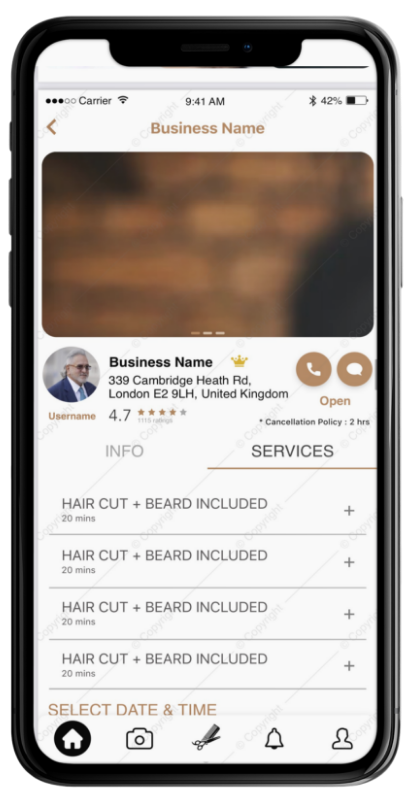 ●●●○○ Carrier 9:41 AM 42%
Business Name
Business Name
339 Cambridge Heath Rd,
London E2 9LH, United Kingdom
Open
Username 4.7 ★★★★★
1115 ratings
* Cancellation Policy : 2 hrs
INFO SERVICES
HAIR CUT + BEARD INCLUDED +
20 mins
HAIR CUT + BEARD INCLUDED +
20 mins
HAIR CUT + BEARD INCLUDED +
20 mins
HAIR CUT + BEARD INCLUDED +
20 mins
SELECT DATE & TIME
© Copyright